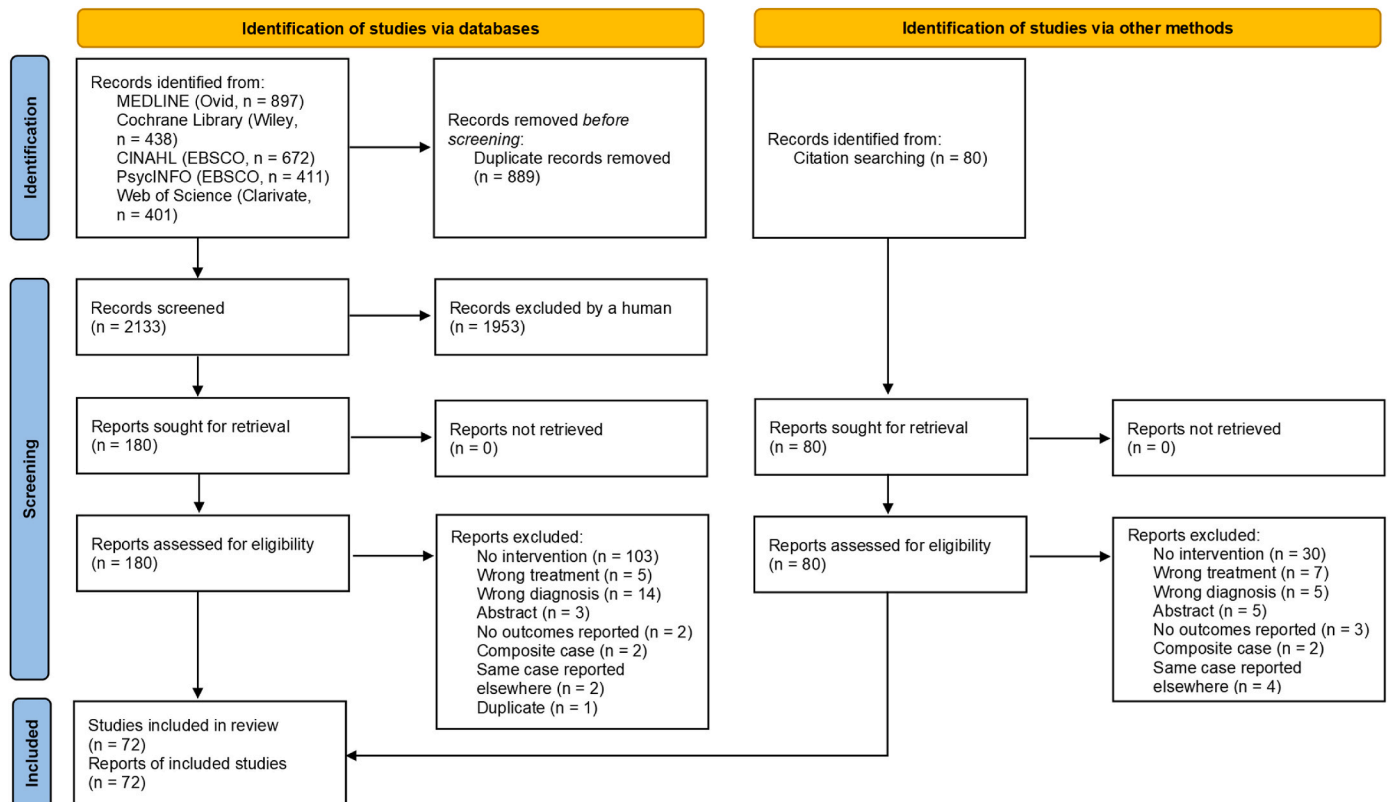 Identification of studies via databases
Identification of studies via other methods
Identification
Records identified from:
MEDLINE (Ovid, n = 897)
Cochrane Library (Wiley,
n = 438)
CINAHL (EBSCO, n = 672)
PsycINFO (EBSCO, n = 411)
Web of Science (Clarivate,
n = 401)
Records removed before
screening:
Duplicate records removed
(n = 889)
Records identified from:
Citation searching (n = 80)
Screening
Records screened
(n = 2133)
Records excluded by a human
(n = 1953)
Reports sought for retrieval
(n = 180)
Reports not retrieved
(n = 0)
Reports sought for retrieval
(n = 80)
Reports not retrieved
(n = 0)
Reports assessed for eligibility
(n = 180)
Reports excluded:
No intervention (n = 103)
Wrong treatment (n = 5)
Wrong diagnosis (n = 14)
Abstract (n = 3)
No outcomes reported (n = 2)
Composite case (n = 2)
Same case reported
elsewhere (n = 2)
Duplicate (n = 1)
Reports assessed for eligibility
(n = 80)
Reports excluded:
No intervention (n = 30)
Wrong treatment (n = 7)
Wrong diagnosis (n = 5)
Abstract (n = 5)
No outcomes reported (n = 3)
Composite case (n = 2)
Same case reported
elsewhere (n = 4)
Included
Studies included in review
(n = 72)
Reports of included studies
(n = 72)